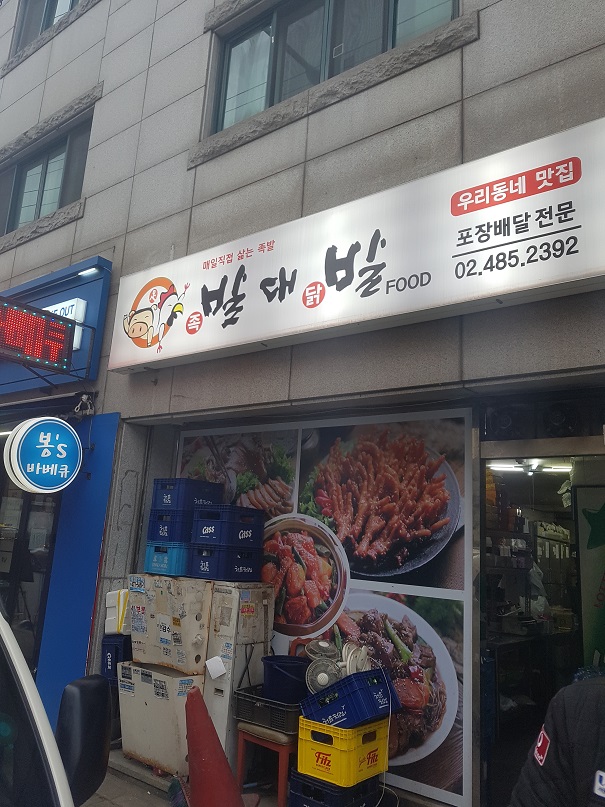 매일직접 삶는 족발
족발 대 닭발 FOOD
우리동네 맛집
포장배달 전문
02.485.2392
OUT
봉's
바베큐
CASS
CASS
Fitz
Fitz